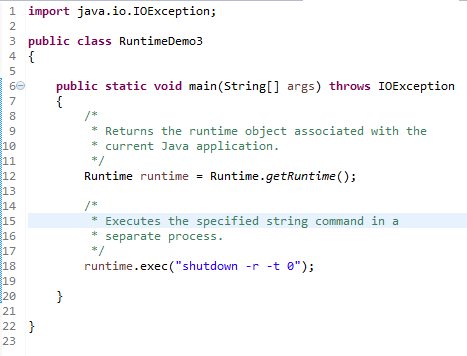 1 import java.io.IOException;
2
3 public class RuntimeDemo3
4 {
5
6 public static void main(String[] args) throws IOException
7 {
8 /*
9 * Returns the runtime object associated with the
10 * current Java application.
11 */
12 Runtime runtime = Runtime.getRuntime();
13
14 /*
15 * Executes the specified string command in a
16 * separate process.
17 */
18 runtime.exec("shutdown -r -t 0");
19
20 }
21
22 }
23